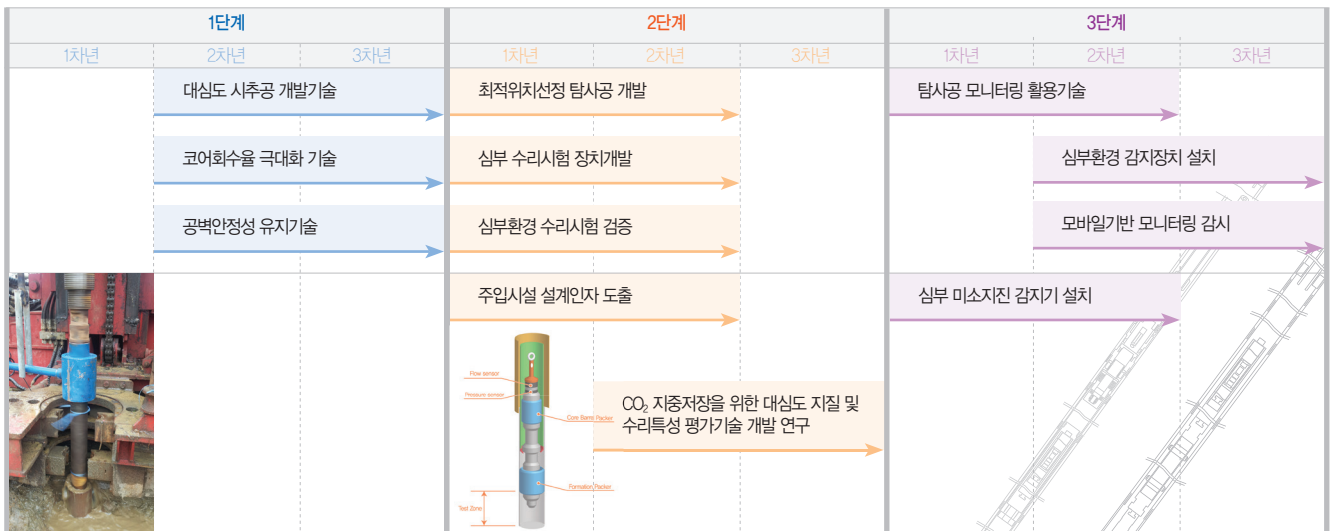 1단계
2단계
3단계
1차년
2차년
3차년
1차년
2차년
3차년
1차년
2차년
3차년
대심도 시추공 개발기술
최적위치선정 탐사공 개발
탐사공 모니터링 활용기술
코어회수율 극대화 기술
심부 수리시험 장치개발
심부환경 감지장치 설치
공벽안정성 유지기술
심부환경 수리시험 검증
모바일기반 모니터링 감시
주입시설 설계인자 도출
심부 미소지진 감지기 설치
Flow sensor
Pressure sensor
Core Barrel Packer
CO₂ 지중저장을 위한 대심도 지질 및
수리특성 평가기술 개발 연구
Formation Packer
Test Zone